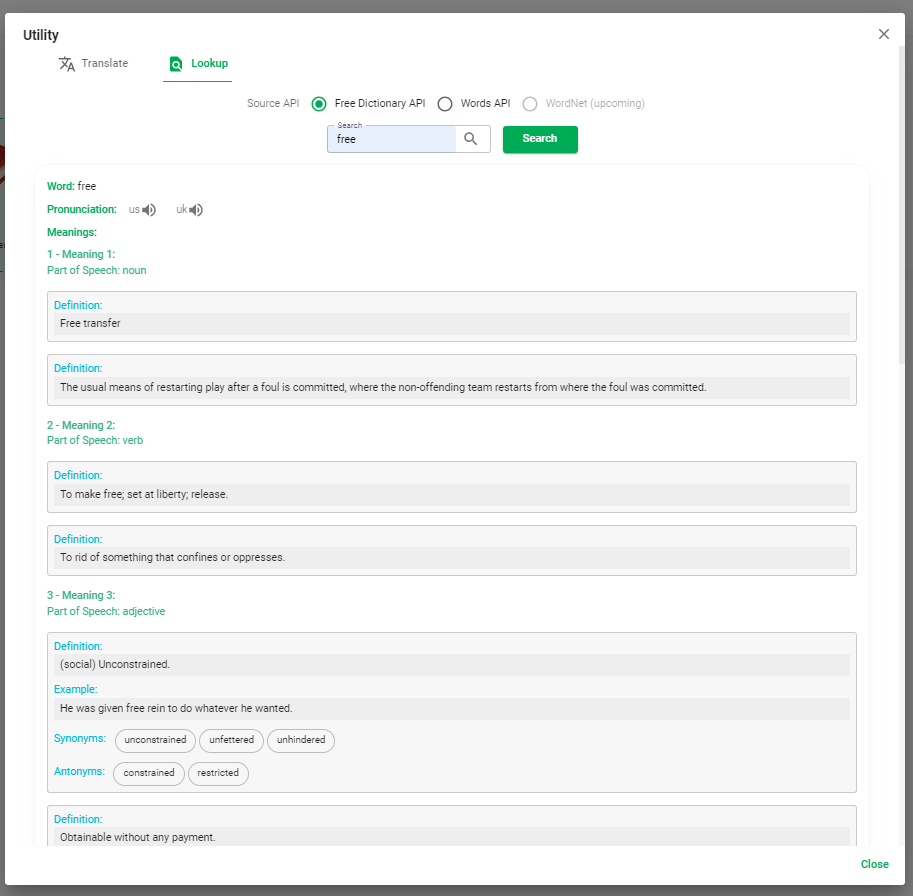 Utility
Translate
Lookup
Source API Free Dictionary API Words API WordNet (upcoming)
Search
free
Search
Word: free
Pronunciation: us uk
Meanings:
1 - Meaning 1:
Part of Speech: noun
Definition:
Free transfer
Definition:
The usual means of restarting play after a foul is committed, where the non-offending team restarts from where the foul was committed.
2 - Meaning 2:
Part of Speech: verb
Definition:
To make free; set at liberty; release.
Definition:
To rid of something that confines or oppresses.
3 - Meaning 3:
Part of Speech: adjective
Definition:
(social) Unconstrained.
Example:
He was given free rein to do whatever he wanted.
Synonyms: unconstrained unfettered unhindered
Antonyms: constrained restricted
Definition:
Obtainable without any payment.
Close